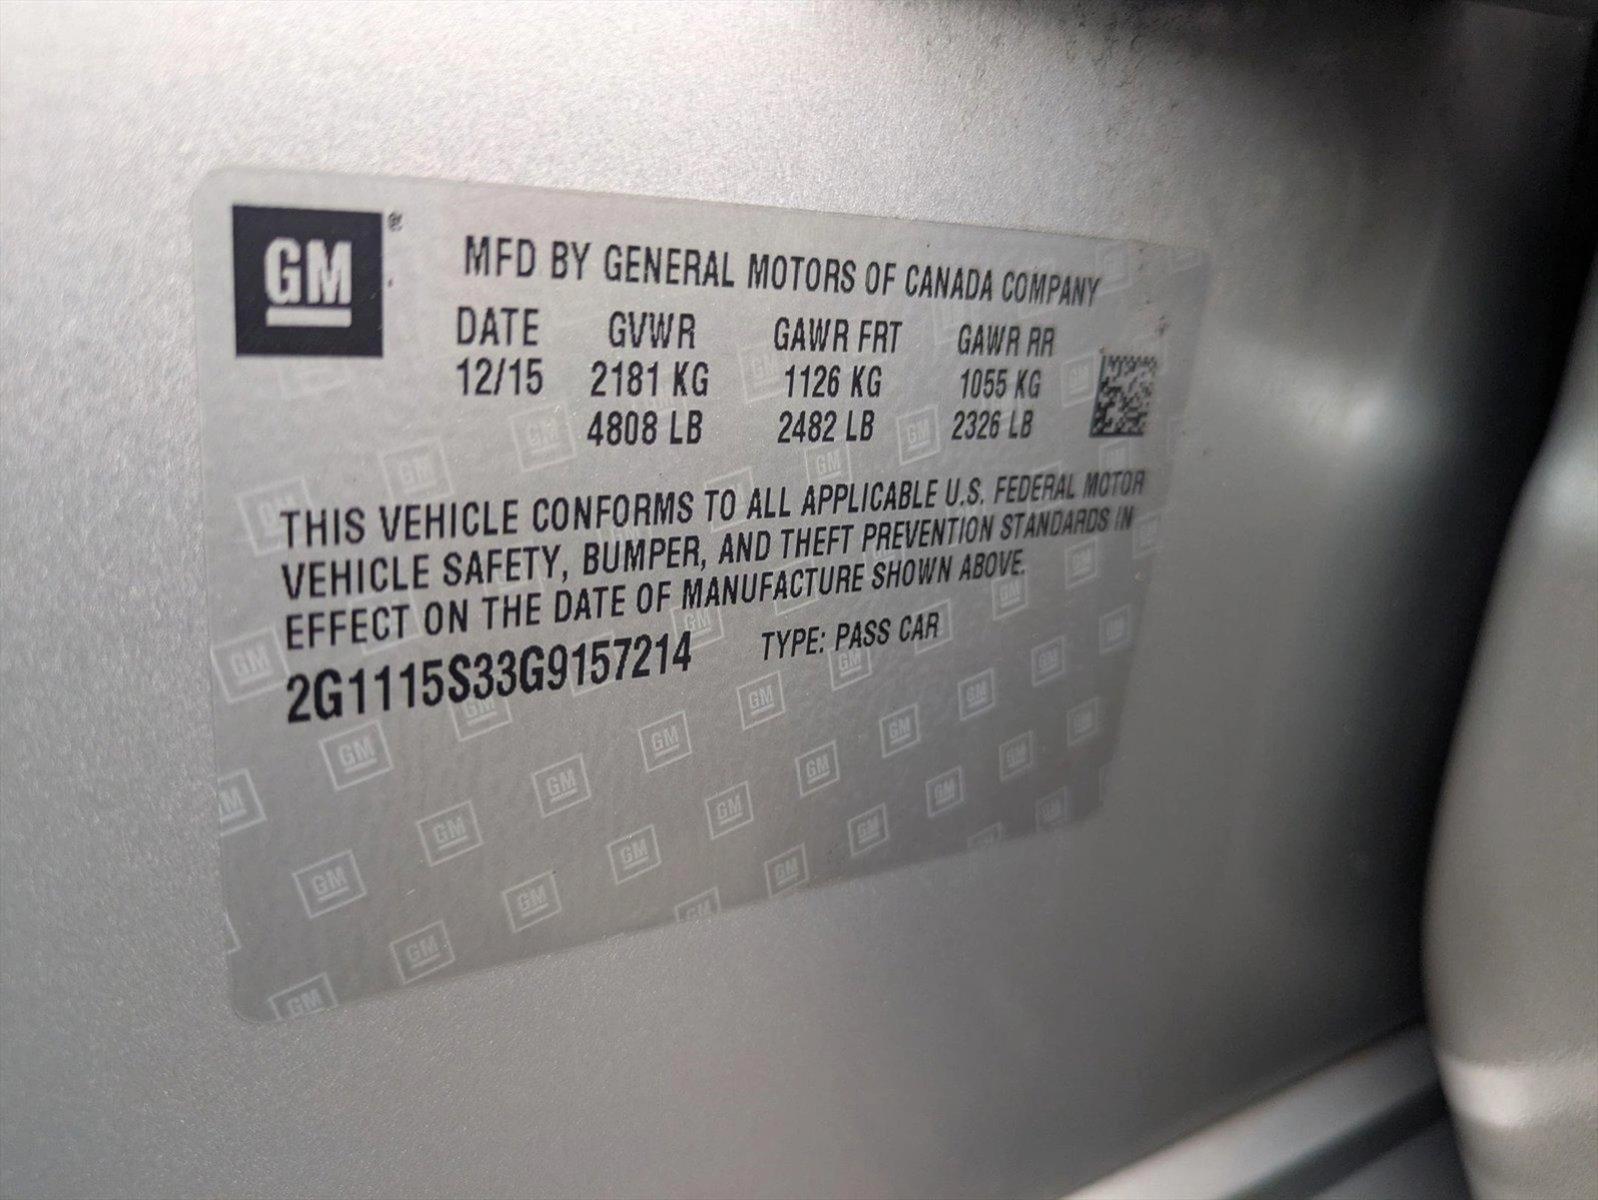 GM
MFD BY GENERAL MOTORS OF CANADA COMPANY
DATE GVWR GAWR FRT GAWR RR
12/15 2181 KG 1126 KG 1055 KG
4808 LB 2482 LB 2326 LB
THIS VEHICLE CONFORMS TO ALL APPLICABLE U.S. FEDERAL MOTOR
VEHICLE SAFETY, BUMPER, AND THEFT PREVENTION STANDARDS IN
EFFECT ON THE DATE OF MANUFACTURE SHOWN ABOVE.
2G1115S33G9157214 TYPE: PASS CAR